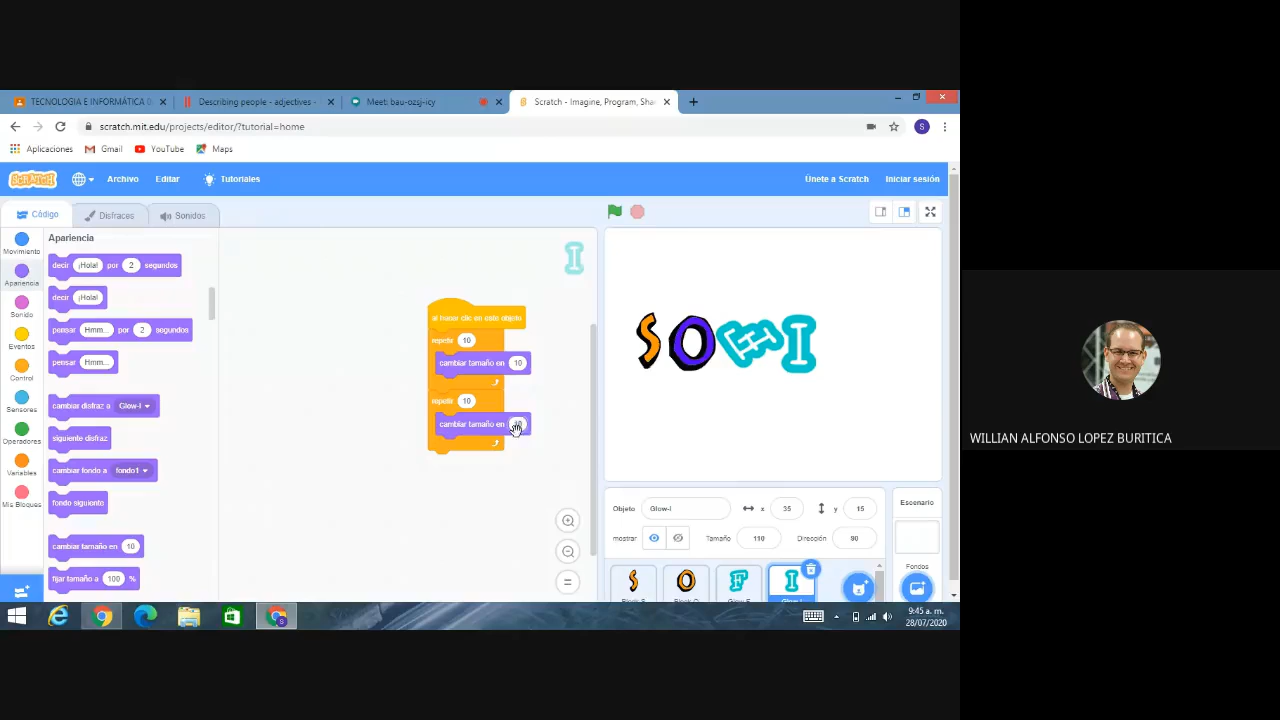 TECNOLOGIA E INFORMÁTICA 0
Describing people - adjectives -
Meet: bau-ozsj-icy
Scratch - Imagine, Program, Sha
scratch.mit.edu/projects/editor/?tutorial=home
S
Aplicaciones
Gmail
YouTube
Maps
SCRATCH
Archivo
Editar
Tutoriales
Únete a Scratch
Iniciar sesión
Código
Disfraces
Sonidos
Movimiento
Apariencia
Sonido
Eventos
Control
Sensores
Operadores
Variables
Mis Bloques
Apariencia
decir ¡Hola! por 2 segundos
decir ¡Hola!
pensar Hmm... por 2 segundos
pensar Hmm...
cambiar disfraz a Glow-I
siguiente disfraz
cambiar fondo a fondo1
fondo siguiente
cambiar tamaño en 10
fijar tamaño a 100 %
I
al hacer clic en este objeto
repetir 10
cambiar tamaño en 10
repetir 10
cambiar tamaño en
S O F I
Objeto Glow-I x 35 y 15
mostrar Tamaño 110 Dirección 90
Escenario
Fondos
S O F I
WILLIAN ALFONSO LOPEZ BURITICA
9:45 a. m.
28/07/2020